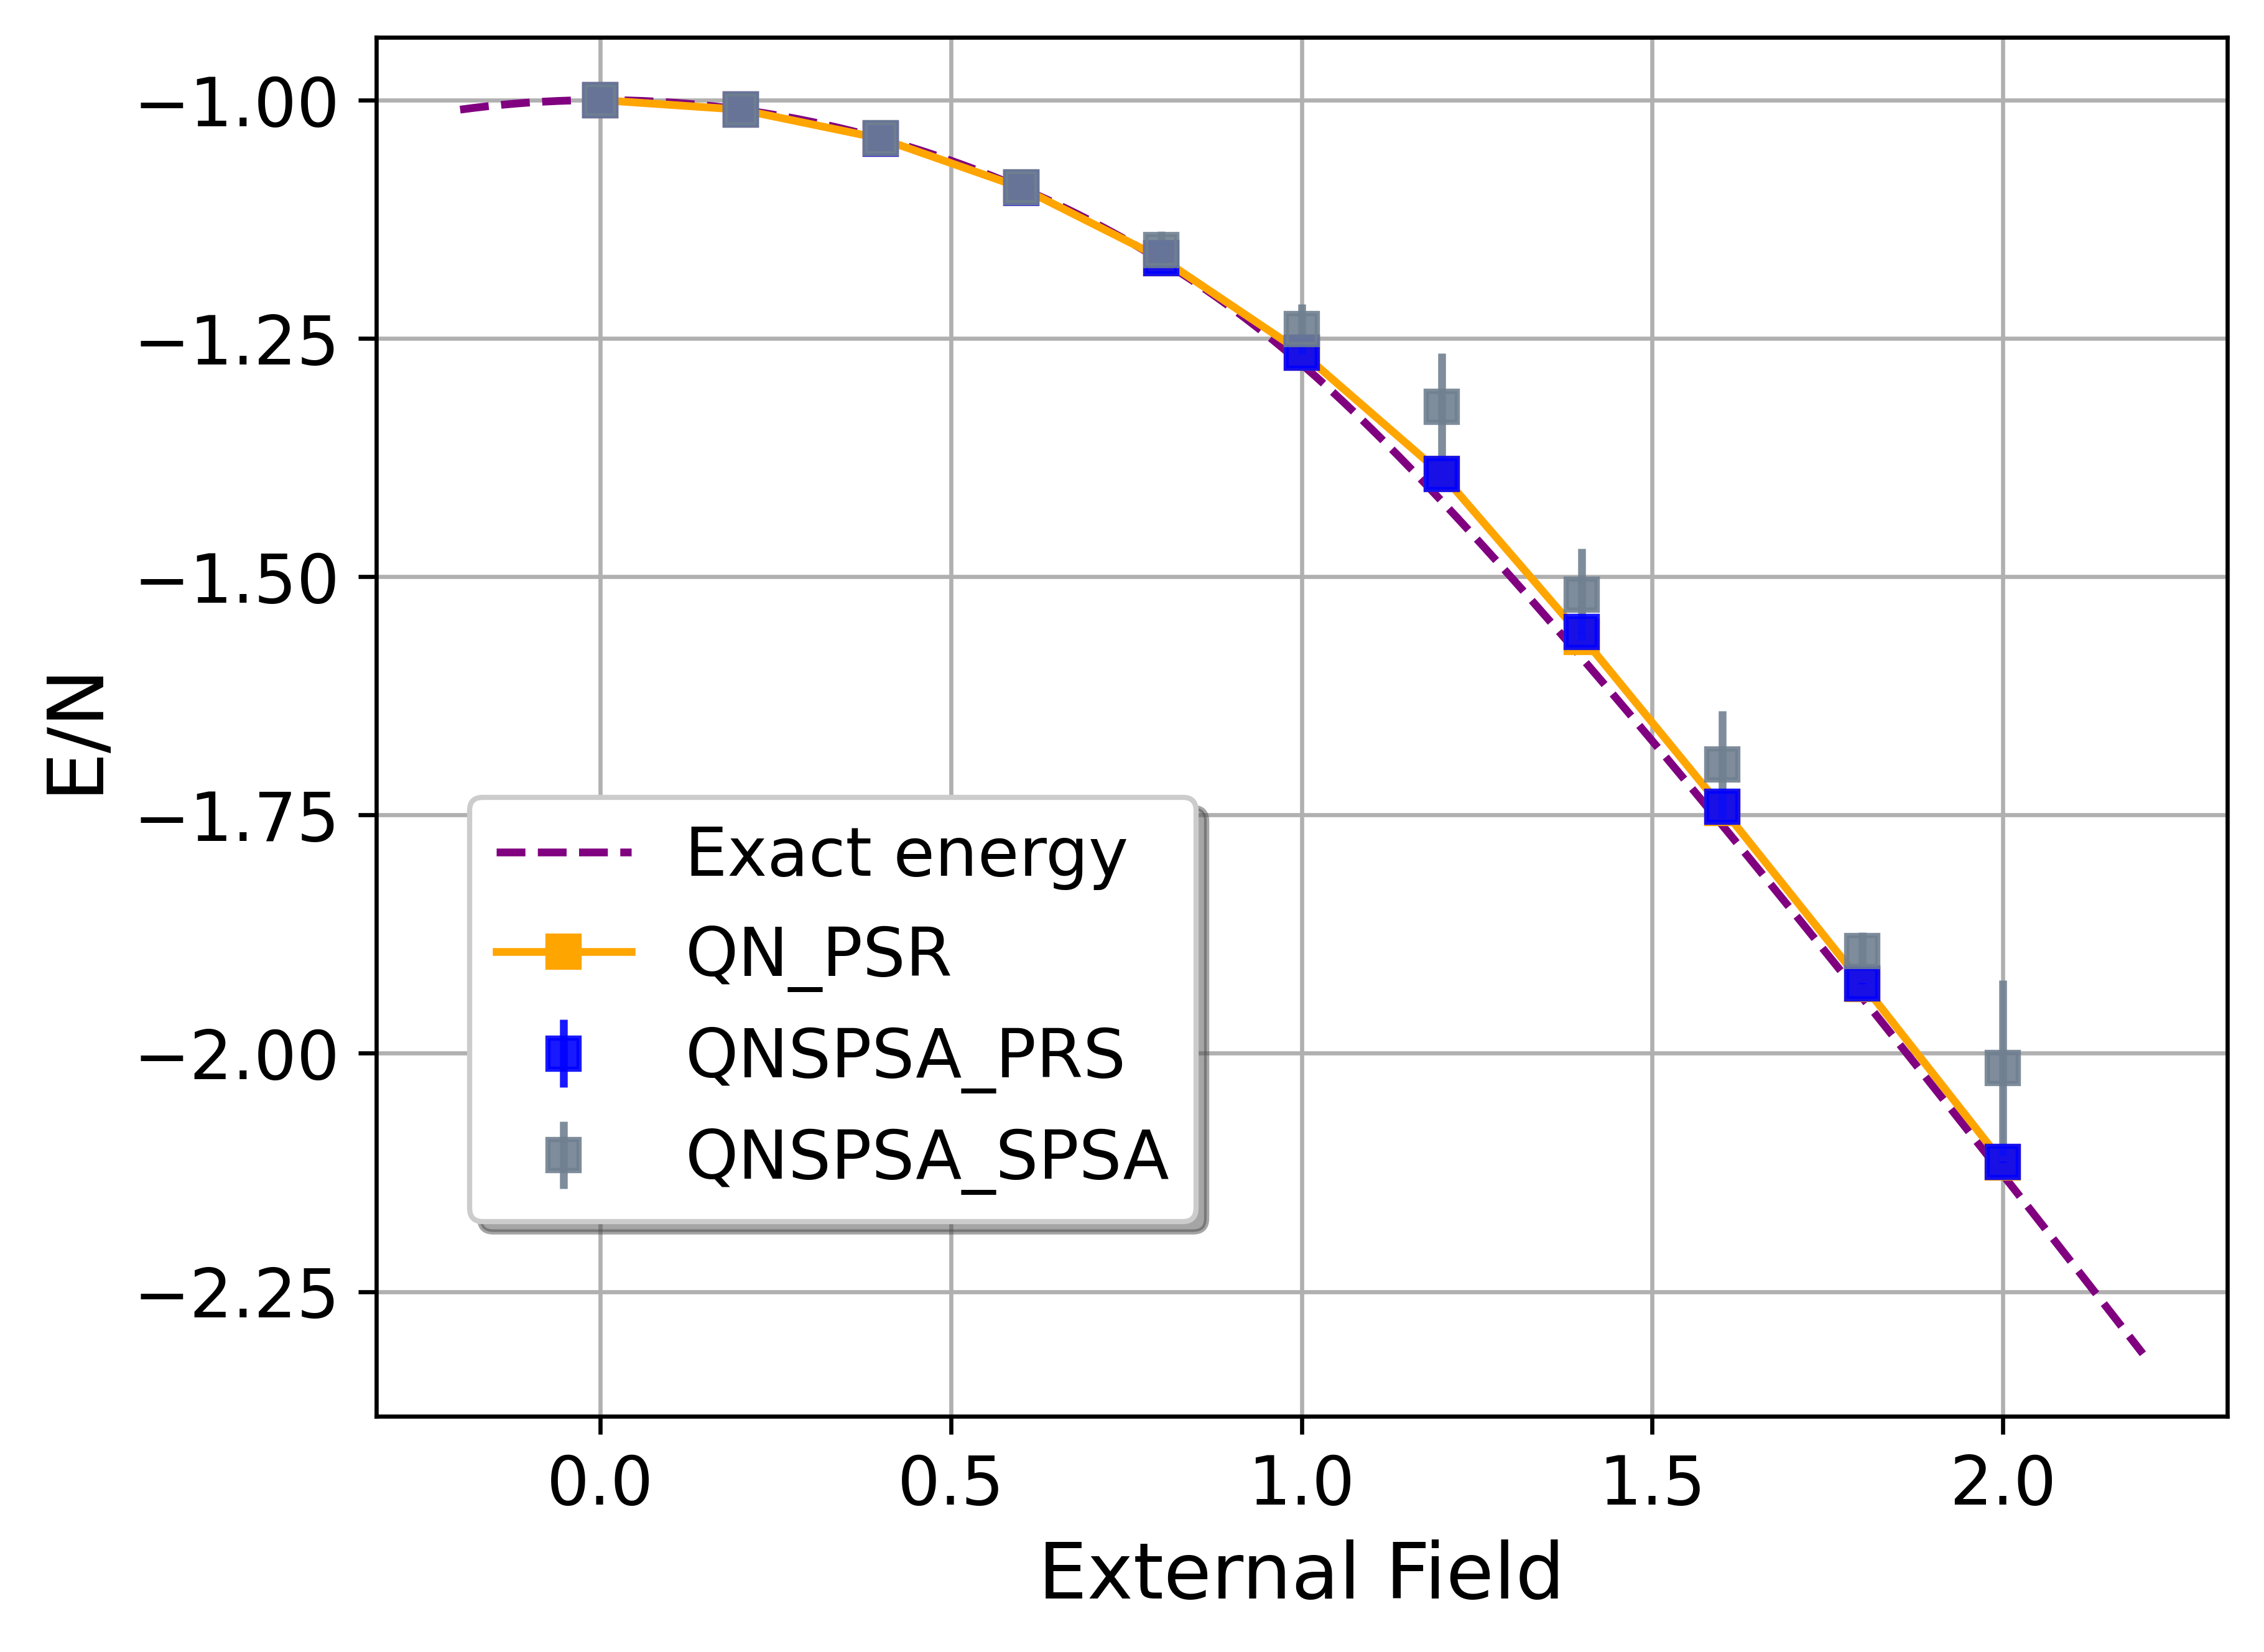 −1.00
−1.25
−1.50
−1.75
−2.00
−2.25
E/N
Exact energy
QN_PSR
QNSPSA_PRS
QNSPSA_SPSA
0.0 0.5 1.0 1.5 2.0
External Field